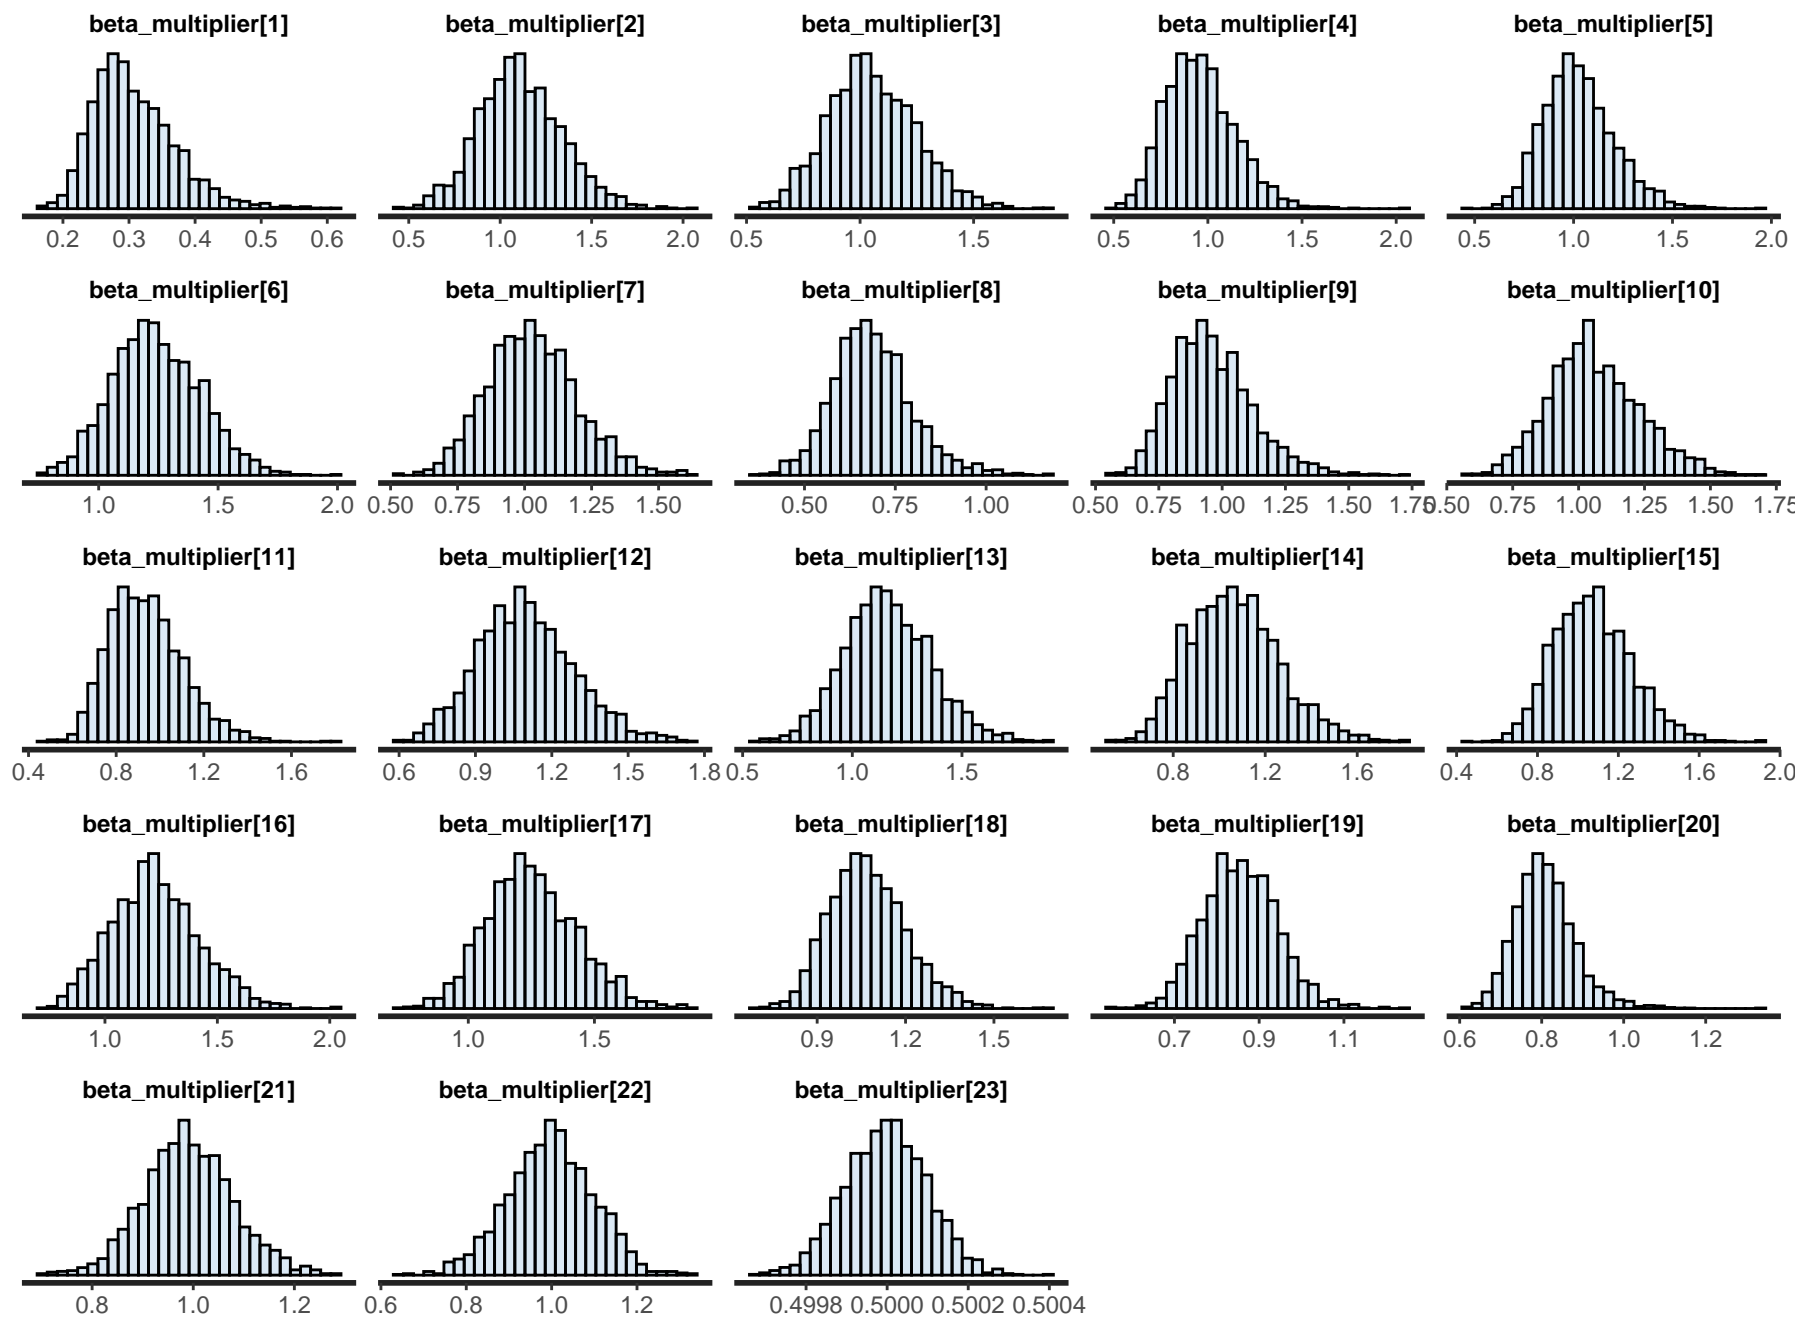 beta_multiplier[1] beta_multiplier[2] beta_multiplier[3] beta_multiplier[4] beta_multiplier[5]
0.2 0.3 0.4 0.5 0.6 0.5 1.0 1.5 2.0 0.5 1.0 1.5 0.5 1.0 1.5 2.0 0.5 1.0 1.5 2.0
beta_multiplier[6] beta_multiplier[7] beta_multiplier[8] beta_multiplier[9] beta_multiplier[10]
1.0 1.5 2.0 0.50 0.75 1.00 1.25 1.50 0.50 0.75 1.00 0.50 0.75 1.00 1.25 1.50 1.75 0.50 0.75 1.00 1.25 1.50 1.75
beta_multiplier[11] beta_multiplier[12] beta_multiplier[13] beta_multiplier[14] beta_multiplier[15]
0.4 0.8 1.2 1.6 0.6 0.9 1.2 1.5 1.8 0.5 1.0 1.5 0.8 1.2 1.6 0.4 0.8 1.2 1.6 2.0
beta_multiplier[16] beta_multiplier[17] beta_multiplier[18] beta_multiplier[19] beta_multiplier[20]
1.0 1.5 2.0 1.0 1.5 0.9 1.2 1.5 0.7 0.9 1.1 0.6 0.8 1.0 1.2
beta_multiplier[21] beta_multiplier[22] beta_multiplier[23]
0.8 1.0 1.2 0.6 0.8 1.0 1.2 0.4998 0.5000 0.5002 0.5004